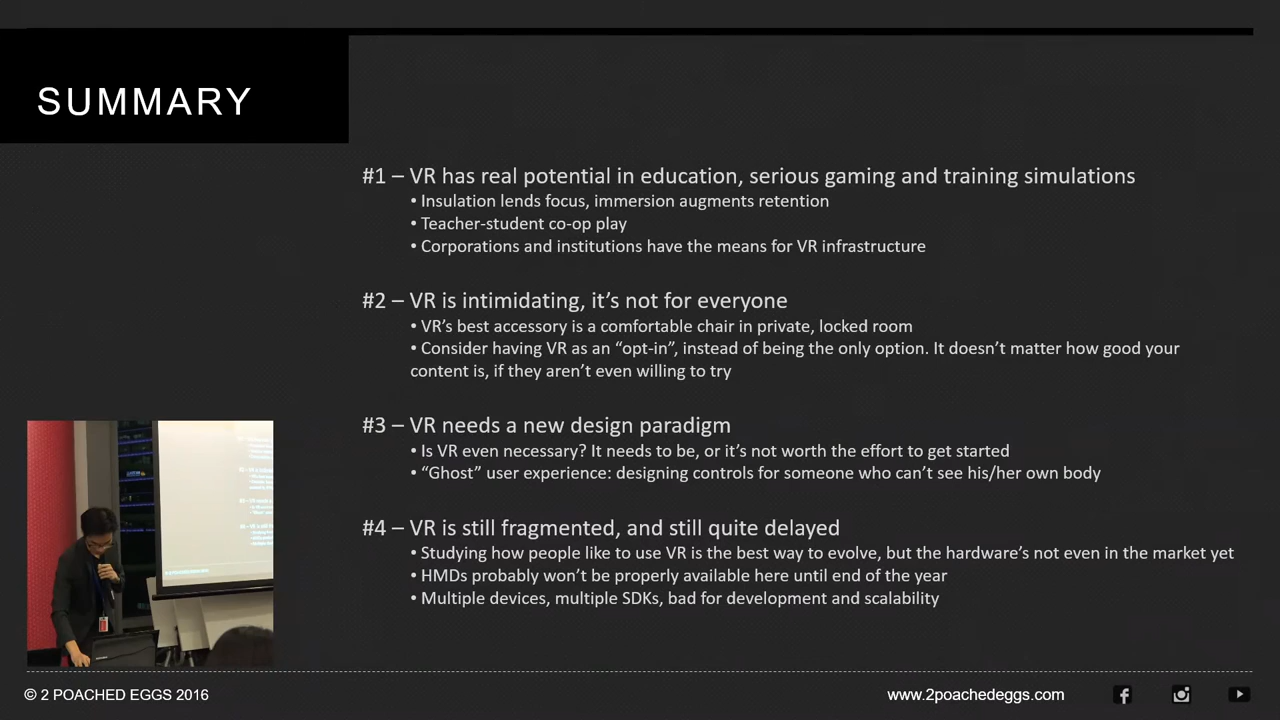 SUMMARY
#1 – VR has real potential in education, serious gaming and training simulations
• Insulation lends focus, immersion augments retention
• Teacher-student co-op play
• Corporations and institutions have the means for VR infrastructure
#2 – VR is intimidating, it’s not for everyone
• VR’s best accessory is a comfortable chair in private, locked room
• Consider having VR as an “opt-in”, instead of being the only option. It doesn’t matter how good your
content is, if they aren’t even willing to try
#3 – VR needs a new design paradigm
• Is VR even necessary? It needs to be, or it’s not worth the effort to get started
• “Ghost” user experience: designing controls for someone who can’t see his/her own body
#4 – VR is still fragmented, and still quite delayed
• Studying how people like to use VR is the best way to evolve, but the hardware’s not even in the market yet
• HMDs probably won’t be properly available here until end of the year
• Multiple devices, multiple SDKs, bad for development and scalability
© 2 POACHED EGGS 2016
www.2poachedeggs.com